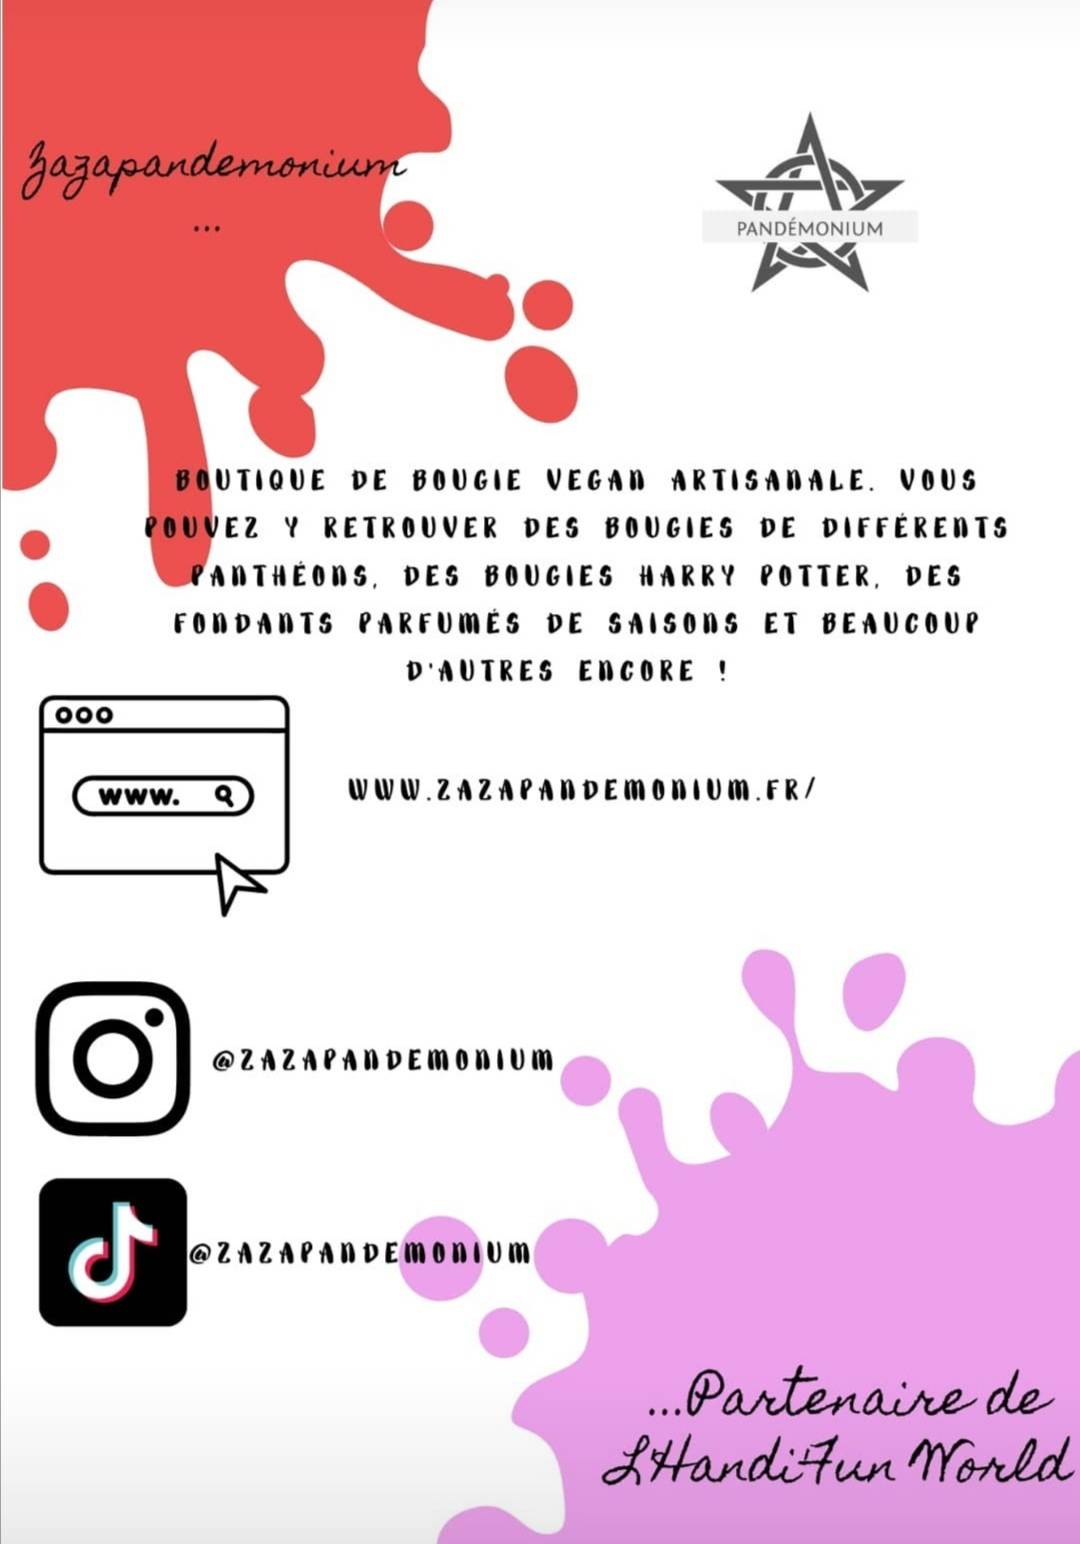 Zazapandemonium
...
PANDÉMONIUM
BOUTIQUE DE BOUGIE VEGAN ARTISANALE. VOUS
POUVEZ Y RETROUVER DES BOUGIES DE DIFFÉRENTS
PANTHÉONS, DES BOUGIES HARRY POTTER, DES
FONDANTS PARFUMÉS DE SAISONS ET BEAUCOUP
D'AUTRES ENCORE !
www.
WWW.ZAZAPANDEMONIUM.FR/
@ZAZAPANDEMONIUM
@ZAZAPANDEMONIUM
...Partenaire de
LHandiFun World